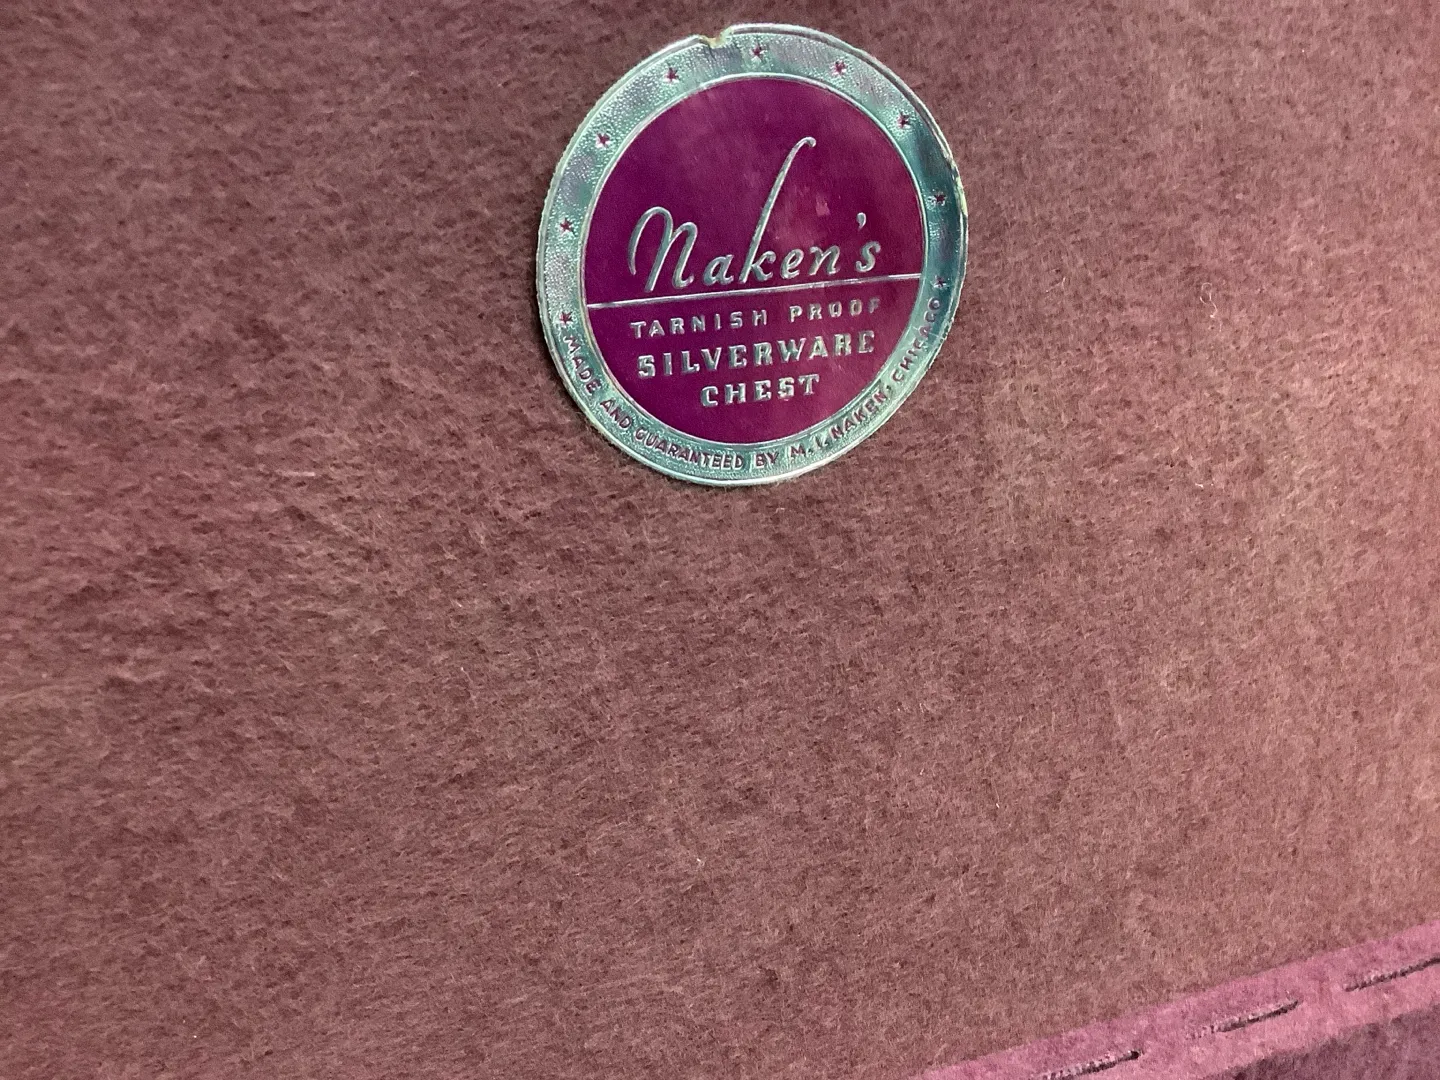 Naken's
TARNISH PROOF
SILVERWARE
CHEST
MADE AND GUARANTEED BY M. I. NAKEN, CHICAGO